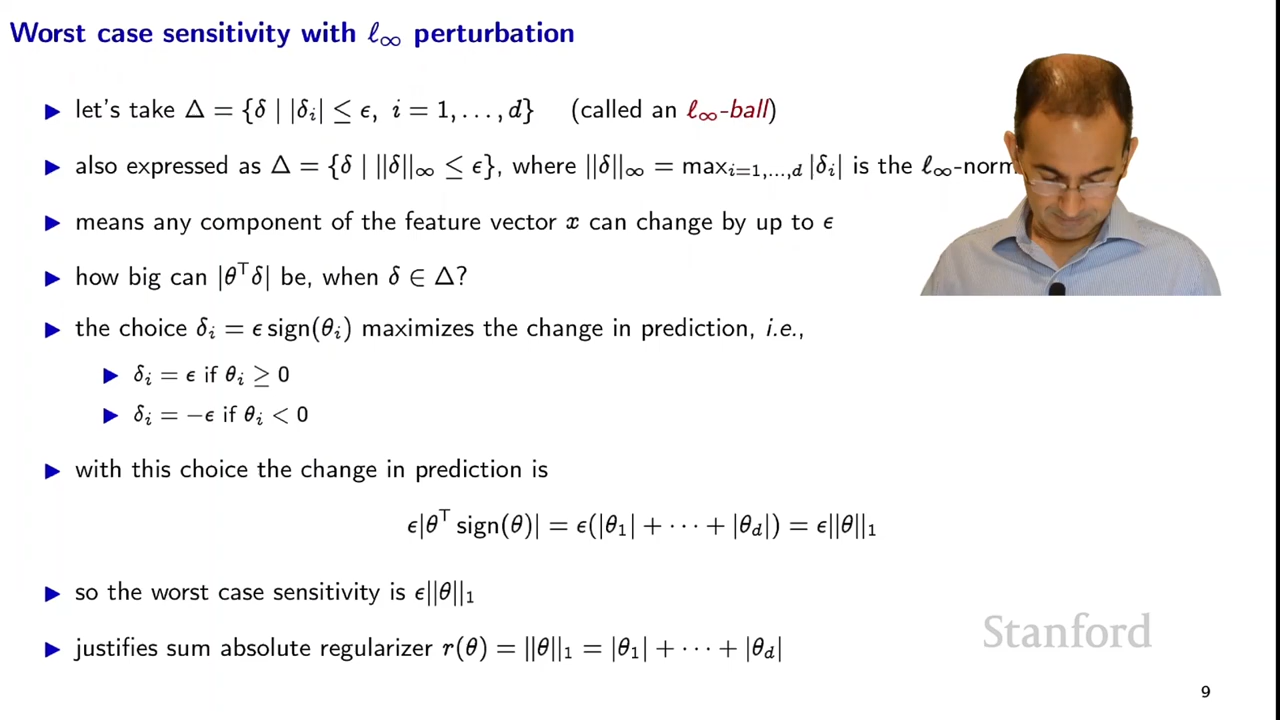 Worst case sensitivity with ℓ∞ perturbation
▶ let's take Δ = {δ | |δᵢ| ≤ ϵ, i = 1, . . . , d} (called an ℓ∞-ball)
▶ also expressed as Δ = {δ | ||δ||∞ ≤ ϵ}, where ||δ||∞ = maxᵢ₌₁,...,d |δᵢ| is the ℓ∞-norm
▶ means any component of the feature vector x can change by up to ϵ
▶ how big can |θᵀδ| be, when δ ∈ Δ?
▶ the choice δᵢ = ϵ sign(θᵢ) maximizes the change in prediction, i.e.,
▶ δᵢ = ϵ if θᵢ ≥ 0
▶ δᵢ = −ϵ if θᵢ < 0
▶ with this choice the change in prediction is
ϵ|θᵀ sign(θ)| = ϵ(|θ₁| + · · · + |θd|) = ϵ||θ||₁
▶ so the worst case sensitivity is ϵ||θ||₁
▶ justifies sum absolute regularizer r(θ) = ||θ||₁ = |θ₁| + · · · + |θd|
Stanford
9